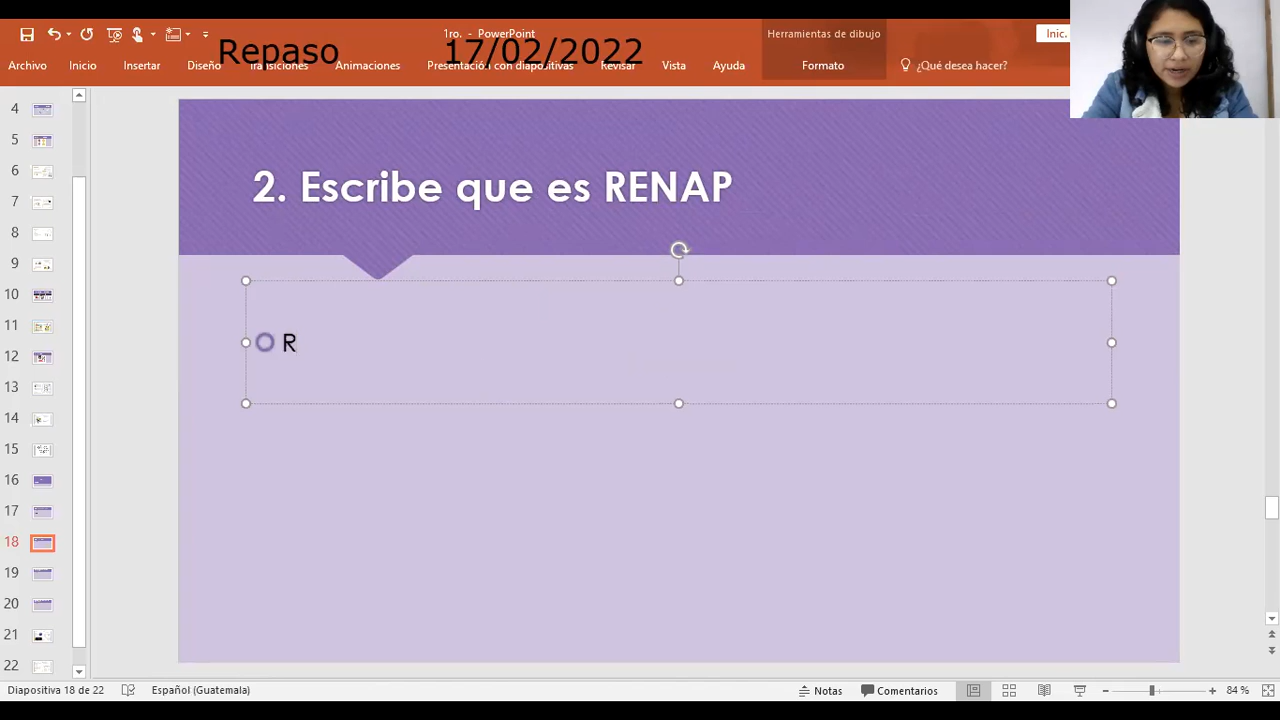 1ro. - PowerPoint
Herramientas de dibujo
Inic.
Repaso 17/02/2022
Archivo Inicio Insertar Diseño Transiciones Animaciones Presentación con diapositivas Revisar Vista Ayuda Formato ¿Qué desea hacer?
4
5
6
7
8
9
10
11
12
13
14
15
16
17
18
19
20
21
22
2. Escribe que es RENAP
R
Diapositiva 18 de 22 Español (Guatemala) Notas Comentarios 84 %